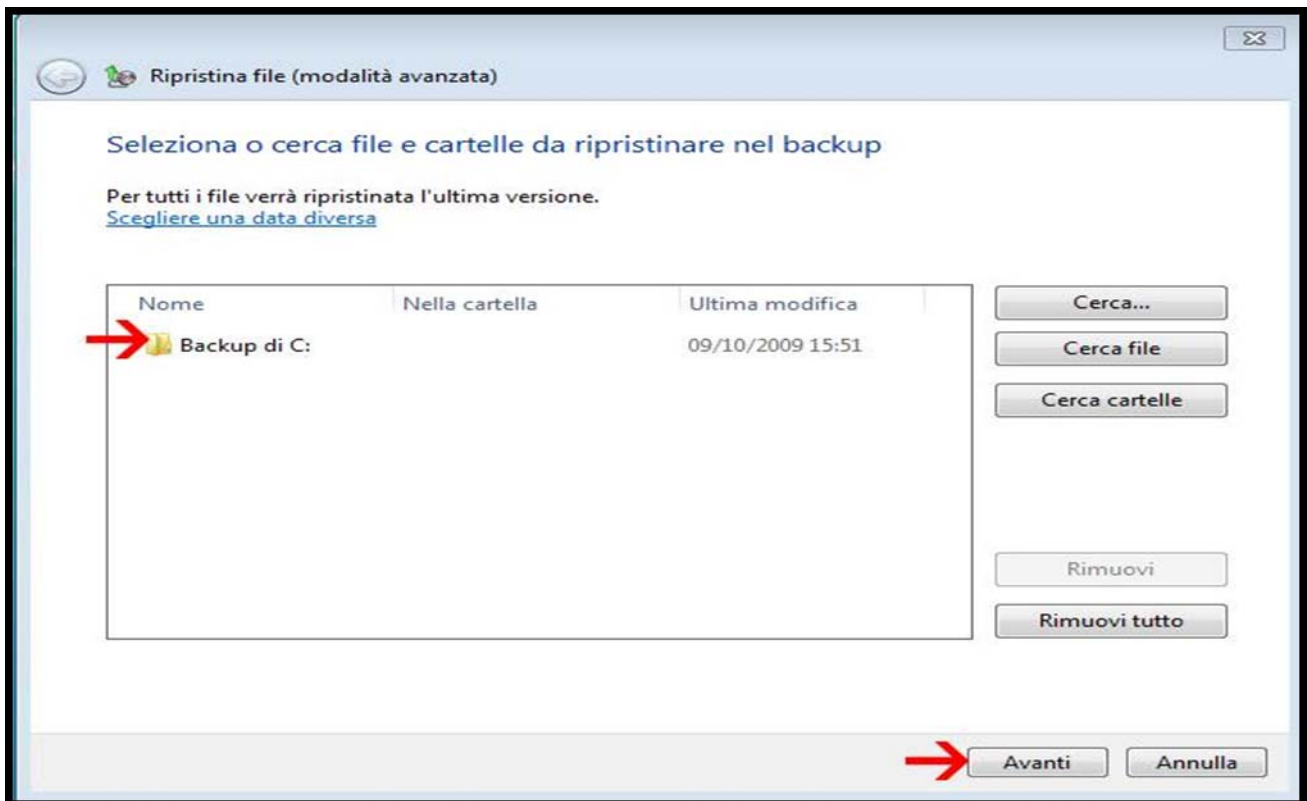 Ripristina file (modalità avanzata)
Seleziona o cerca file e cartelle da ripristinare nel backup
Per tutti i file verrà ripristinata l'ultima versione.
Scegliere una data diversa
Nome Nella cartella Ultima modifica
Backup di C: 09/10/2009 15:51
Cerca...
Cerca file
Cerca cartelle
Rimuovi
Rimuovi tutto
Avanti Annulla